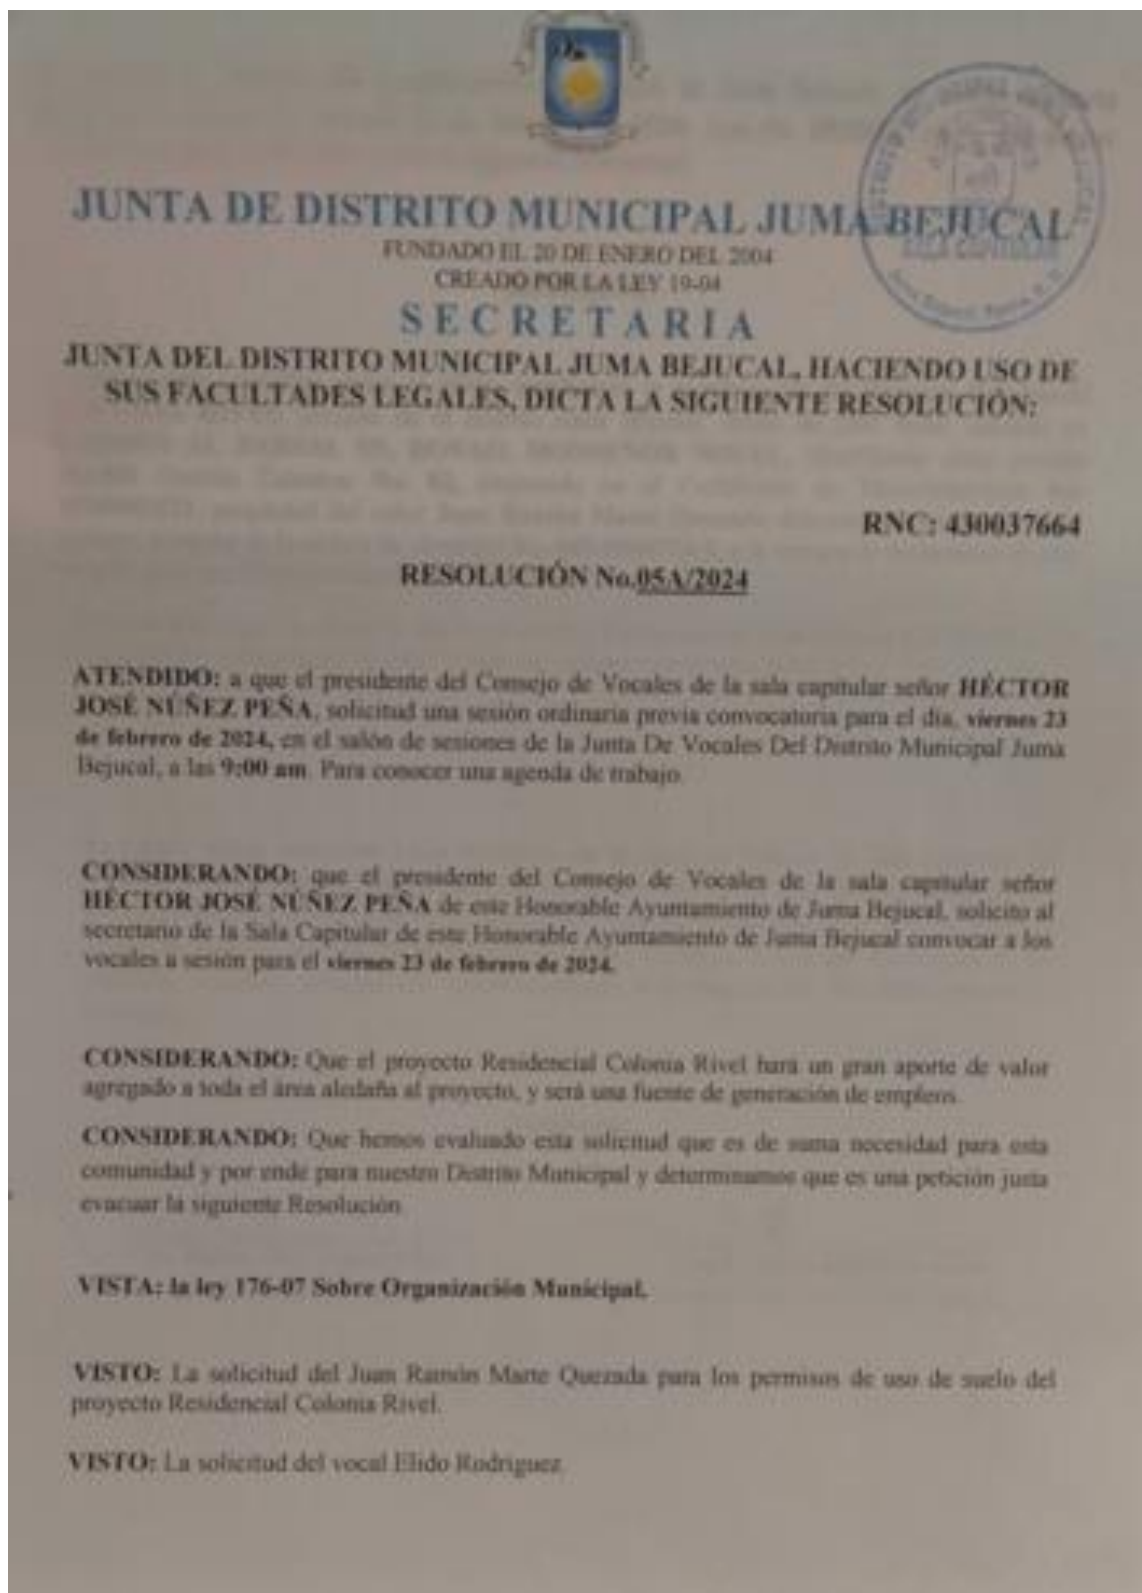 JUNTA DE DISTRITO MUNICIPAL JUMA BEJUCAL
FUNDADO EL 20 DE ENERO DEL 2004
CREADO POR LA LEY 19-04
SECRETARIA
JUNTA DEL DISTRITO MUNICIPAL JUMA BEJUCAL, HACIENDO USO DE
SUS FACULTADES LEGALES, DICTA LA SIGUIENTE RESOLUCIÓN:
RNC: 430037664
RESOLUCIÓN No.05A/2024
ATENDIDO: a que el presidente del Consejo de Vocales de la sala capitular señor HÉCTOR
JOSÉ NÚÑEZ PEÑA, solicitud una sesión ordinaria previa convocatoria para el día, viernes 23
de febrero de 2024, en el salón de sesiones de la Junta De Vocales Del Distrito Municipal Juma
Bejucal, a las 9:00 am. Para conocer una agenda de trabajo.
CONSIDERANDO: que el presidente del Consejo de Vocales de la sala capitular señor
HÉCTOR JOSÉ NÚÑEZ PEÑA de este Honorable Ayuntamiento de Juma Bejucal, solicito al
secretario de la Sala Capitular de este Honorable Ayuntamiento de Juma Bejucal convocar a los
vocales a sesión para el viernes 23 de febrero de 2024.
CONSIDERANDO: Que el proyecto Residencial Colonia Rivel hará un gran aporte de valor
agregado a toda el área aledaña al proyecto, y será una fuente de generación de empleos.
CONSIDERANDO: Que hemos evaluado esta solicitud que es de suma necesidad para esta
comunidad y por ende para nuestro Distrito Municipal y determinamos que es una petición justa
evacuar la siguiente Resolución.
VISTA: la ley 176-07 Sobre Organización Municipal.
VISTO: La solicitud del Juan Ramón Marte Quezada para los permisos de uso de suelo del
proyecto Residencial Colonia Rivel.
VISTO: La solicitud del vocal Elido Rodriguez.